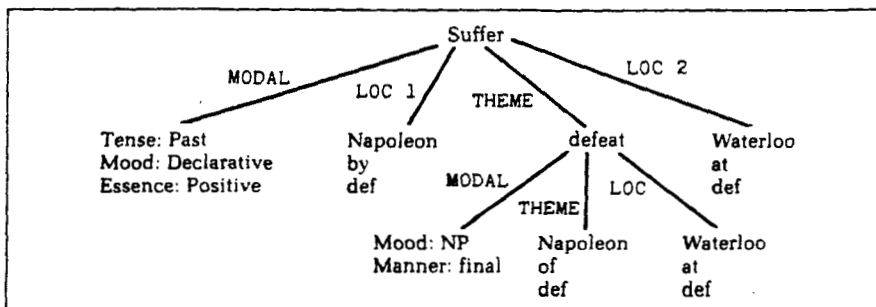 Suffer
MODAL LOC 1 THEME LOC 2
Tense: Past Napoleon defeat Waterloo
Mood: Declarative by at
Essence: Positive def def
MODAL THEME LOC
Mood: NP Napoleon Waterloo
Manner: final of at
def def